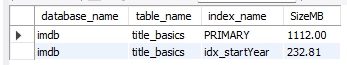 database_name table_name index_name SizeMB
imdb title_basics PRIMARY 1112.00
imdb title_basics idx_startYear 232.81